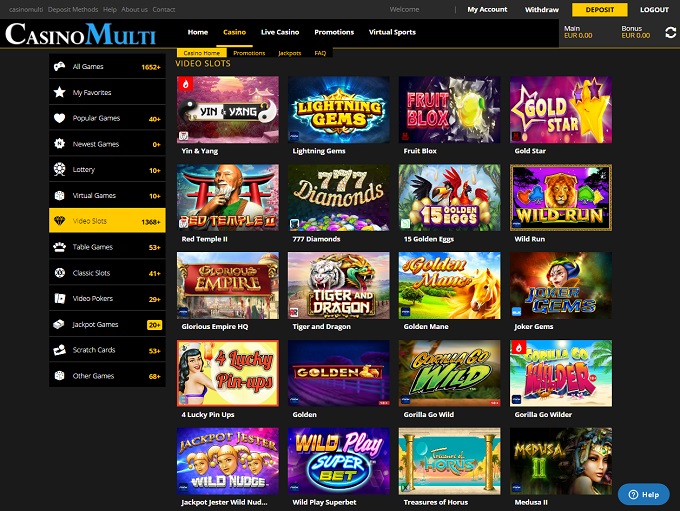 casinomulti Deposit Methods Help About us Contact Welcome My Account Withdraw DEPOSIT LOGOUT
CASINOMULTI Home Casino Live Casino Promotions Virtual Sports Main Bonus
EUR 0.00 EUR 0.00
Casino Home Promotions Jackpots FAQ
VIDEO SLOTS
All Games 1652+
My Favorites
Popular Games 40+
Newest Games 0+
Lottery 10+
Virtual Games 10+
Video Slots 1368+
Table Games 53+
Classic Slots 41+
Video Pokers 29+
Jackpot Games 20+
Scratch Cards 53+
Other Games 68+
YIN & YANG LIGHTNING GEMS FRUIT BLOX GOLD STAR
Yin & Yang Lightning Gems Fruit Blox Gold Star
RED TEMPLE II 777 Diamonds 15 GOLDEN EGGS WILD RUN
Red Temple II 777 Diamonds 15 Golden Eggs Wild Run
GLORIOUS EMPIRE TIGER AND DRAGON Golden Mane JOKER GEMS
Glorious Empire HQ Tiger and Dragon Golden Mane Joker Gems
4 Lucky Pin-ups GOLDEN GORILLA GO WILD GORILLA GO WILDER
4 Lucky Pin Ups Golden Gorilla Go Wild Gorilla Go Wilder
JACKPOT JESTER WILD NUDGE WILD PLAY SUPER BET Treasures of HORUS MEDUSA II
Jackpot Jester Wild Nud... Wild Play Superbet Treasures of Horus Medusa II
Help